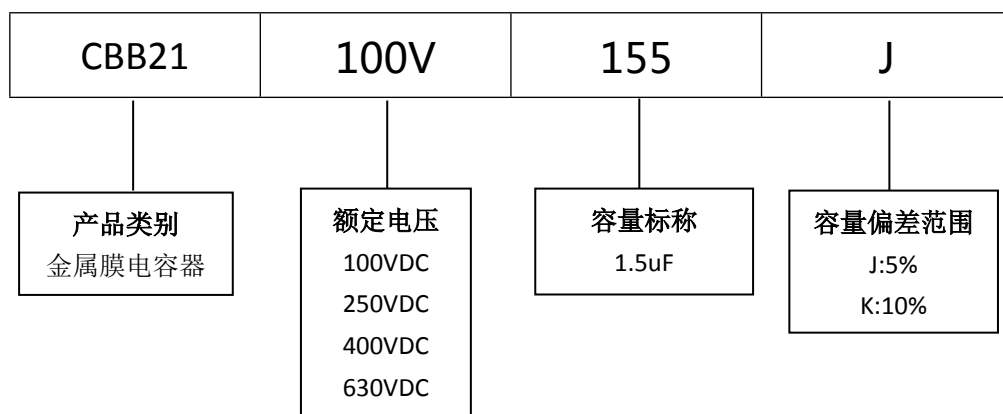 CBB21 100V 155 J
产品类别
金属膜电容器
额定电压
100VDC
250VDC
400VDC
630VDC
容量标称
1.5uF
容量偏差范围
J:5%
K:10%